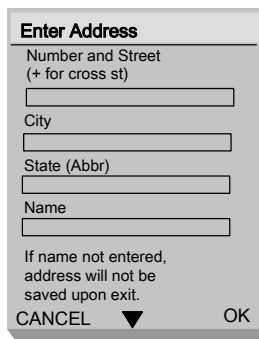 Enter Address
Number and Street
(+ for cross st)
City
State (Abbr)
Name
If name not entered,
address will not be
saved upon exit.
CANCEL OK